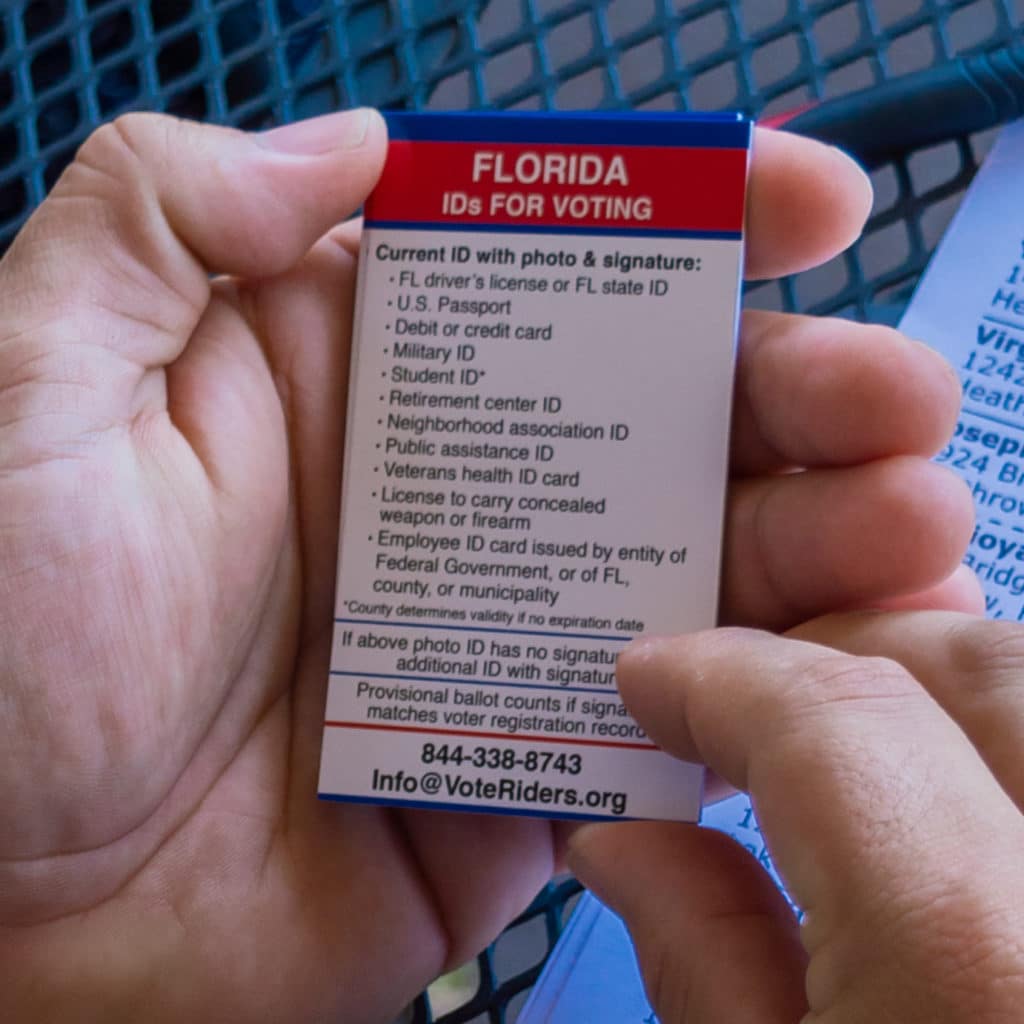 FLORIDA
IDs FOR VOTING
Current ID with photo & signature:
• FL driver's license or FL state ID
• U.S. Passport
• Debit or credit card
• Military ID
• Student ID*
• Retirement center ID
• Neighborhood association ID
• Public assistance ID
• Veterans health ID card
• License to carry concealed
weapon or firearm
• Employee ID card issued by entity of
Federal Government, or of FL,
county, or municipality
*County determines validity if no expiration date
If above photo ID has no
additional ID with
Provisional ballot counts if
matches voter registration
844-338-8743
Info@VoteRiders.org
1242
924